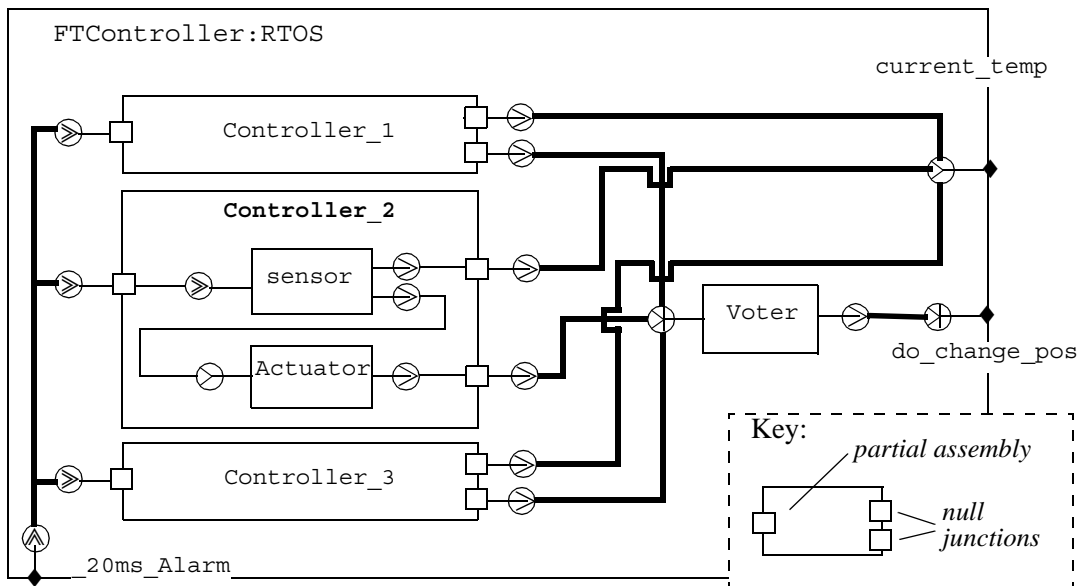 FTController:RTOS
current_temp
Controller_1
Controller_2
sensor
Voter
do_change_pos
Actuator
Controller_3
_20ms_Alarm
Key:
partial assembly
null
junctions